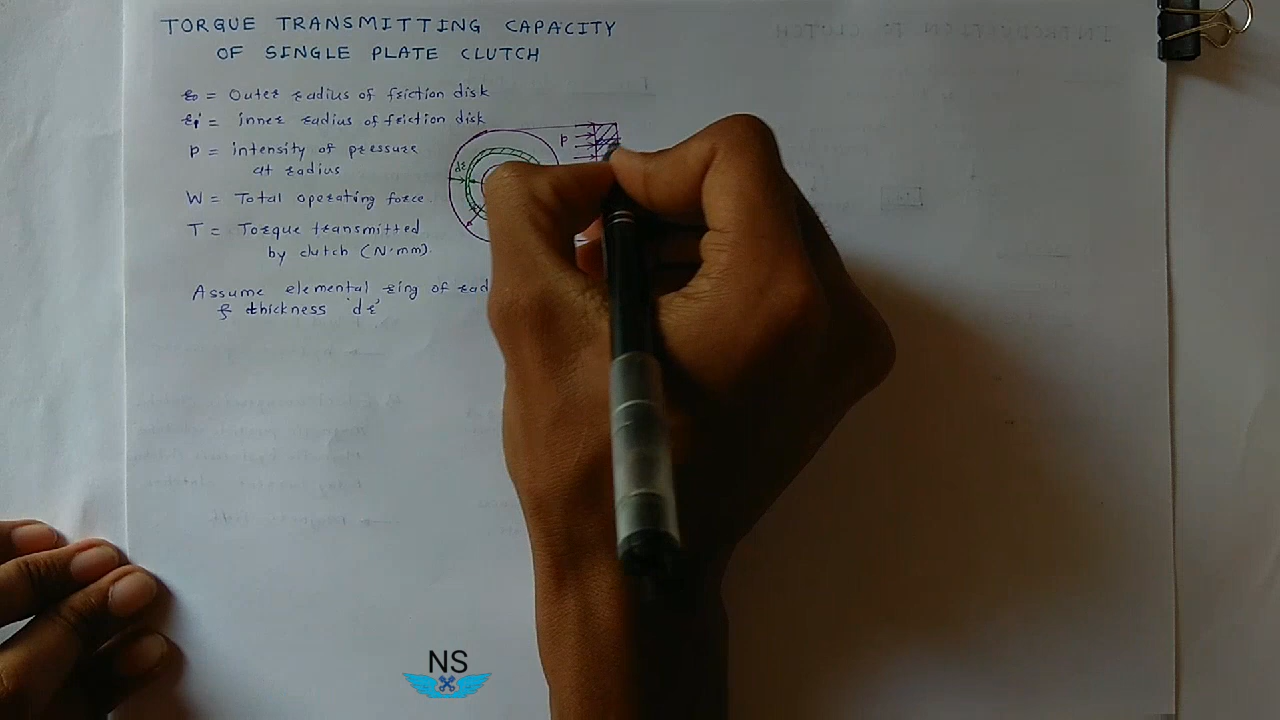 TORQUE TRANSMITTING CAPACITY
OF SINGLE PLATE CLUTCH
ro = Outer radius of friction disk
ri = inner radius of friction disk
P = intensity of pressure
at radius
W = Total operating force
T = Torque transmitted
by clutch (N·mm).
Assume elemental ring of
& thickness 'dr'
P
dr
NS